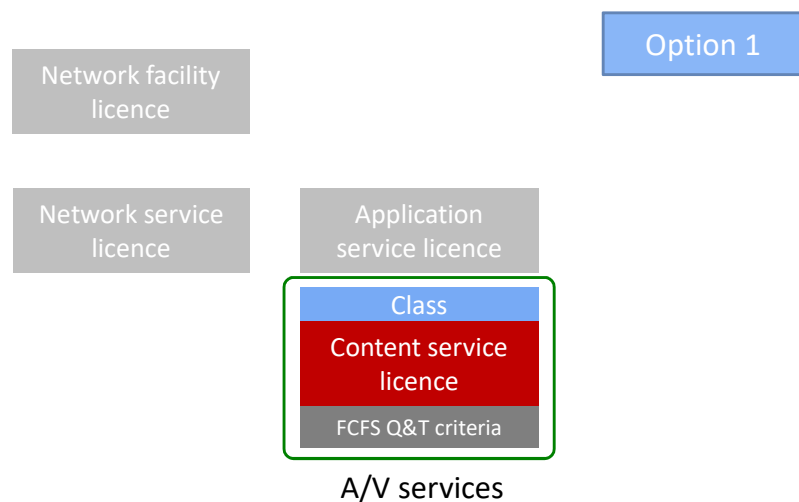 Option 1
Network facility
licence
Network service
licence
Application
service licence
Class
Content service
licence
FCFS Q&T criteria
A/V services